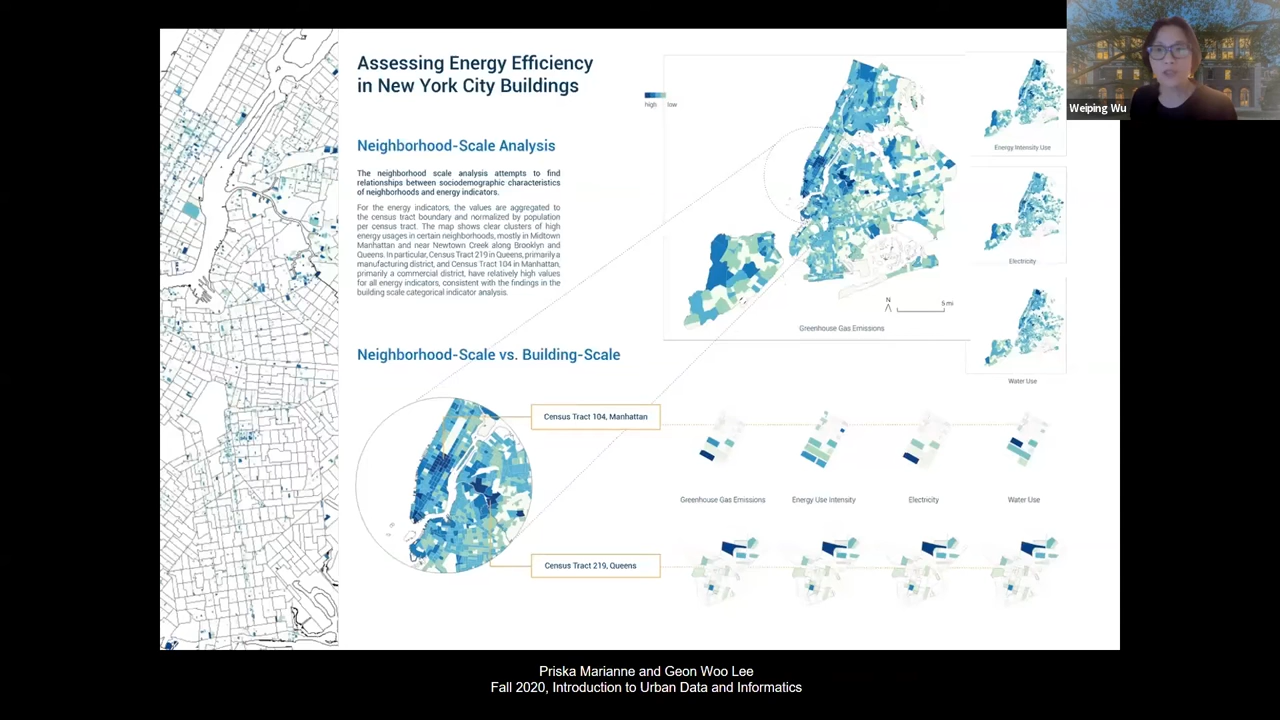 Assessing Energy Efficiency
in New York City Buildings
Neighborhood-Scale Analysis
The neighborhood scale analysis attempts to find
relationships between sociodemographic characteristics
of neighborhoods and energy indicators.
For the energy indicators, the values are aggregated to
the census tract boundary and normalized by population
per census tract. The map shows clear clusters of high
energy usages in certain neighborhoods, mostly in Midtown
Manhattan and near Newtown Creek along Brooklyn and
Queens. In particular, Census Tract 219 in Queens, primarily a
manufacturing district, and Census Tract 104 in Manhattan,
primarily a commercial district, have relatively high values
for all energy indicators, consistent with the findings in the
building scale categorical indicator analysis.
high low
N
5 mi
Greenhouse Gas Emissions
Energy Intensity Use
Electricity
Water Use
Weiping Wu
Neighborhood-Scale vs. Building-Scale
Census Tract 104, Manhattan
Greenhouse Gas Emissions
Energy Use Intensity
Electricity
Water Use
Census Tract 219, Queens
Priska Marianne and Geon Woo Lee
Fall 2020, Introduction to Urban Data and Informatics